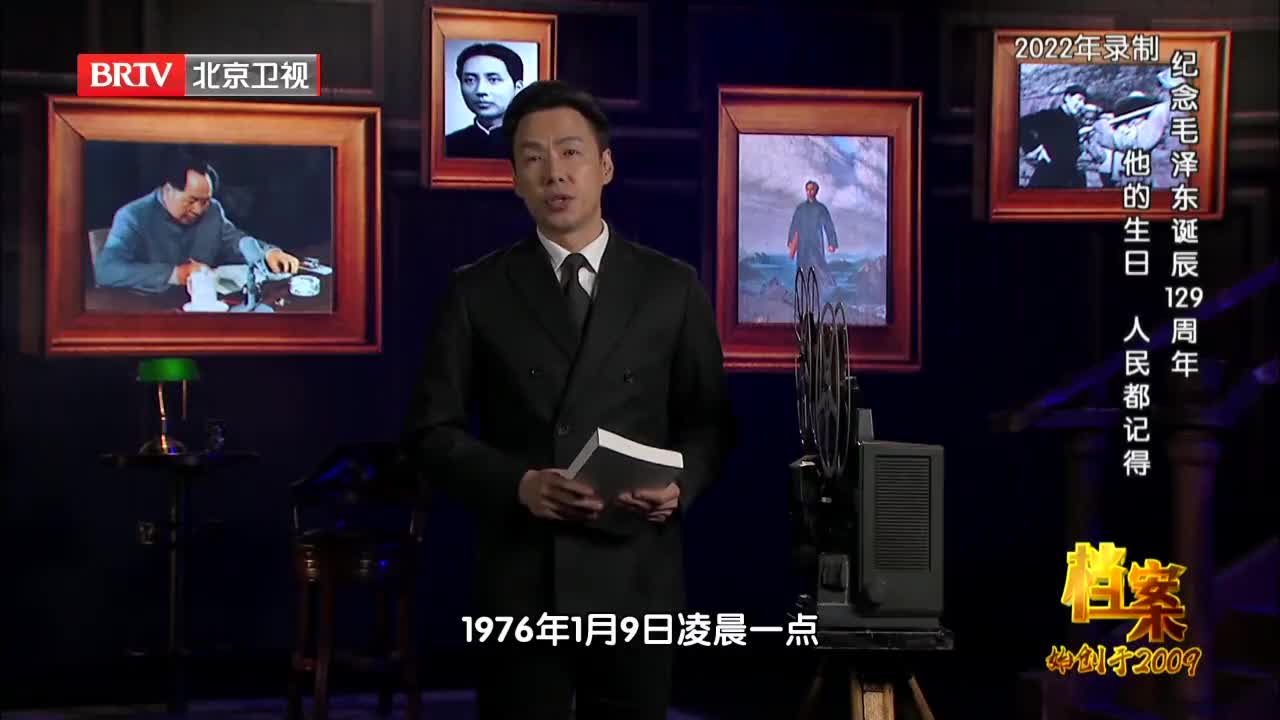 BRTV 北京卫视
2022年录制
纪念毛泽东诞辰129周年
他的生日 人民都记得
1976年1月9日凌晨一点
档案
始创于2009